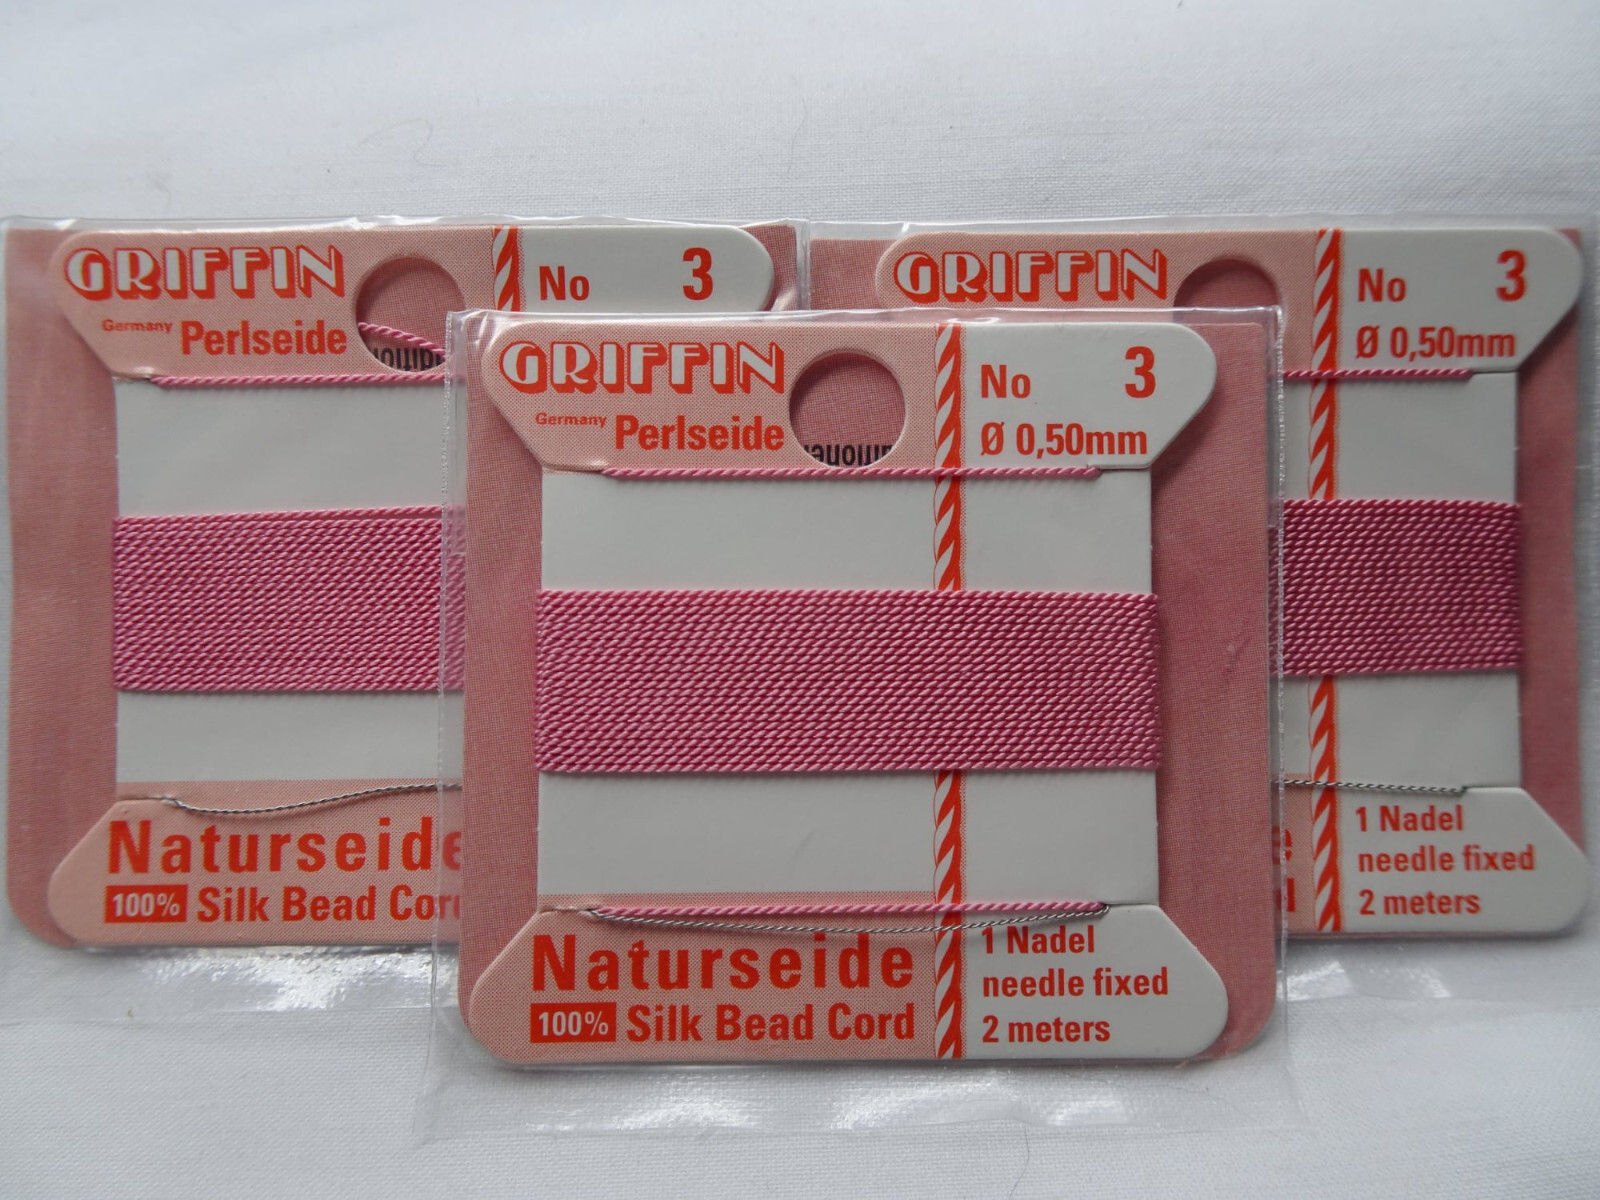 GRIFFIN
No 3
Germany Perlseide
GRIFFIN
No 3
Ø 0,50mm
GRIFFIN
No 3
Germany Perlseide
Ø 0,50mm
Naturseide
100% Silk Bead Cord
1 Nadel
needle fixed
2 meters
Naturseide
100% Silk Bead Cor
1 Nadel
needle fixed
2 meters